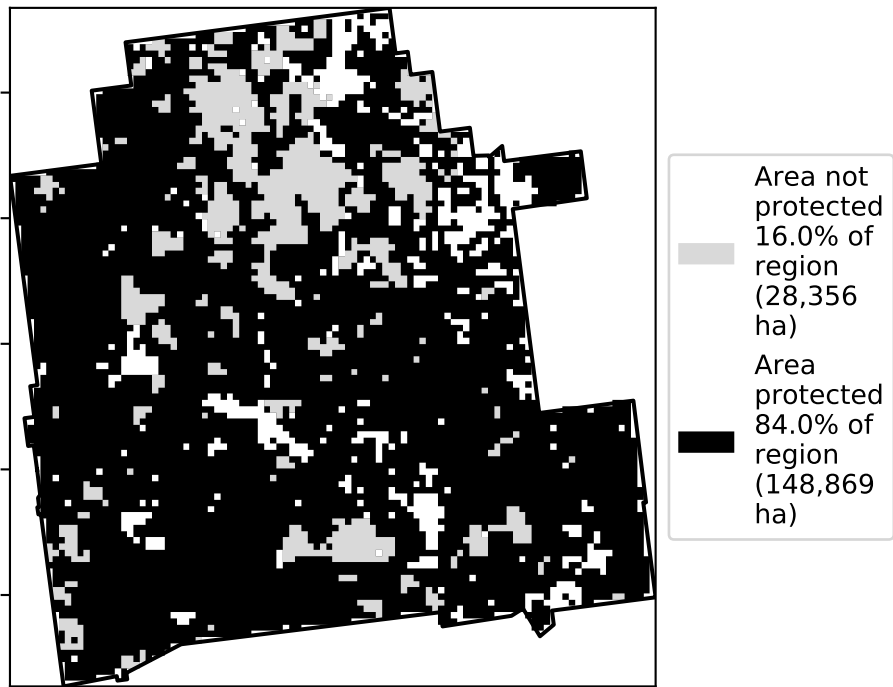 Area not
protected
16.0% of
region
(28,356
ha)
Area
protected
84.0% of
region
(148,869
ha)